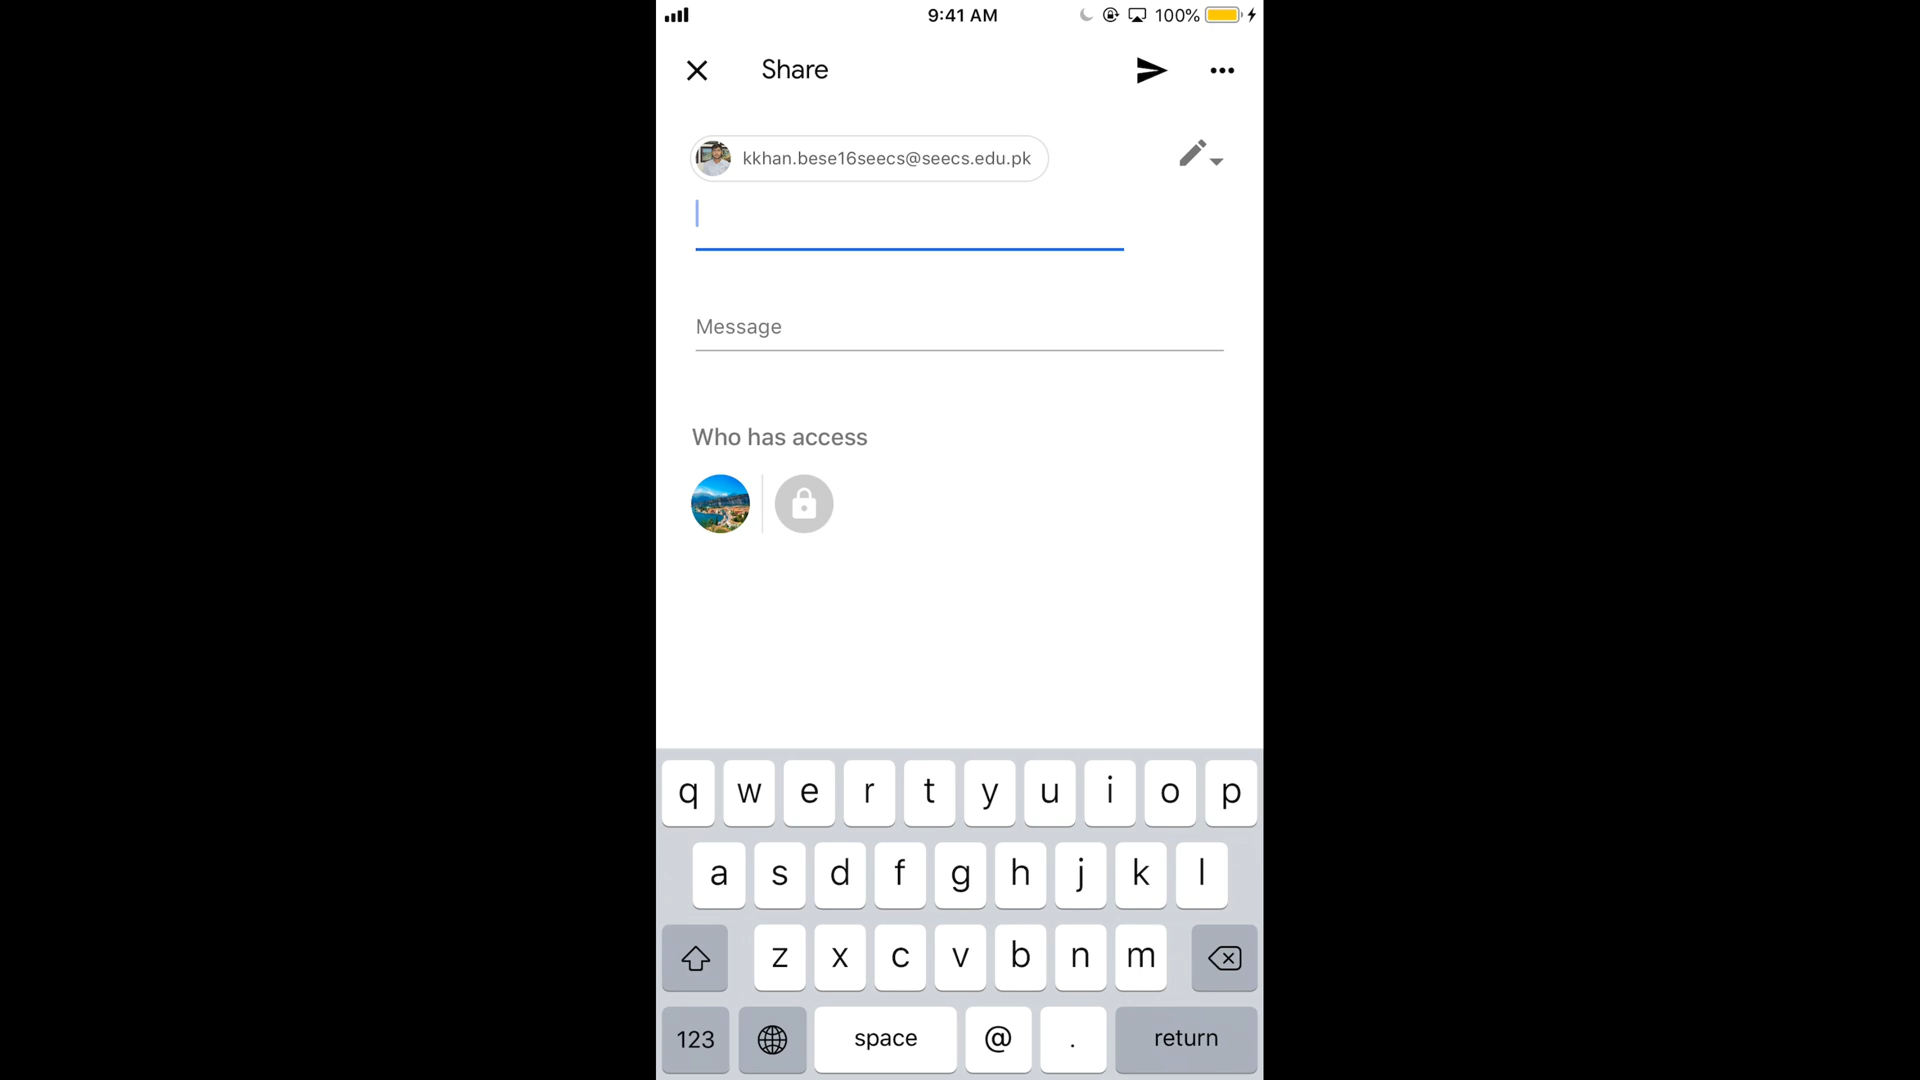 9:41 AM 100%
Share
kkhan.bese16seecs@seecs.edu.pk
Message
Who has access
q w e r t y u i o p
a s d f g h j k l
z x c v b n m
123 space @ . return